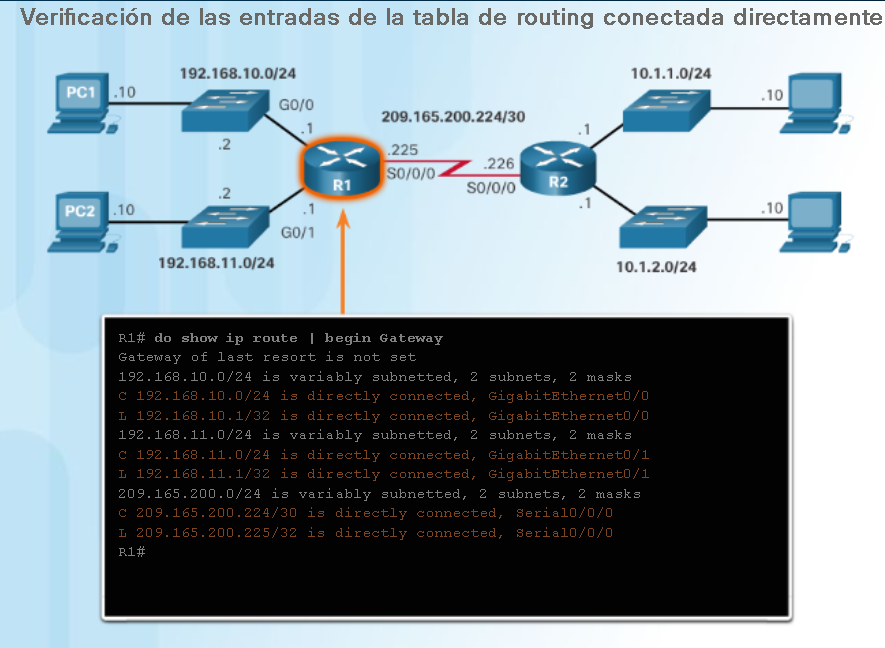 Verificación de las entradas de la tabla de routing conectada directamente
192.168.10.0/24
10.1.1.0/24
PC1
.10
G0/0
.10
209.165.200.224/30
.1
.1
.2
.225
.226
R1
S0/0/0
R2
S0/0/0
.2
PC2
.10
.1
.1
.10
G0/1
192.168.11.0/24
10.1.2.0/24
R1# do show ip route | begin Gateway
Gateway of last resort is not set
192.168.10.0/24 is variably subnetted, 2 subnets, 2 masks
C 192.168.10.0/24 is directly connected, GigabitEthernet0/0
L 192.168.10.1/32 is directly connected, GigabitEthernet0/0
192.168.11.0/24 is variably subnetted, 2 subnets, 2 masks
C 192.168.11.0/24 is directly connected, GigabitEthernet0/1
L 192.168.11.1/32 is directly connected, GigabitEthernet0/1
209.165.200.0/24 is variably subnetted, 2 subnets, 2 masks
C 209.165.200.224/30 is directly connected, Serial0/0/0
L 209.165.200.225/32 is directly connected, Serial0/0/0
R1#